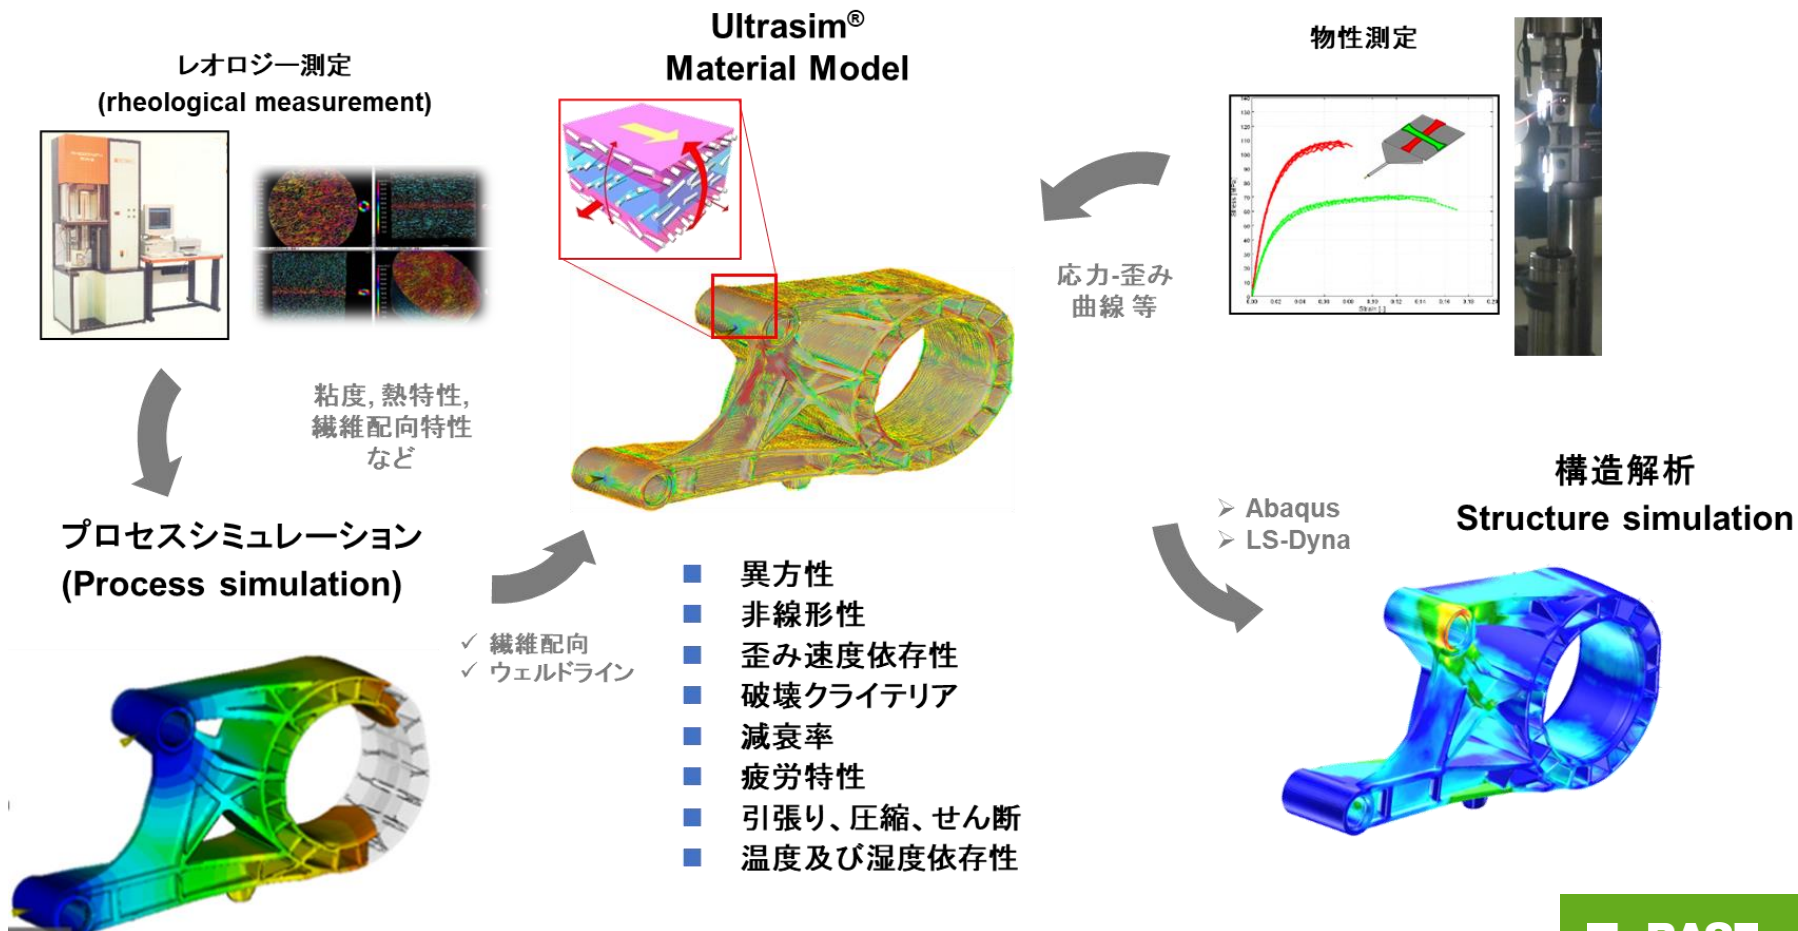 レオロジー測定
(rheological measurement)
粘度, 熱特性,
繊維配向特性
など
プロセスシミュレーション
(Process simulation)
✓ 繊維配向
✓ ウェルドライン
Ultrasim®
Material Model
■ 異方性
■ 非線形性
■ 歪み速度依存性
■ 破壊クライテリア
■ 減衰率
■ 疲労特性
■ 引張り、圧縮、せん断
■ 温度及び湿度依存性
物性測定
応力-歪み
曲線 等
➢ Abaqus
➢ LS-Dyna
構造解析
Structure simulation